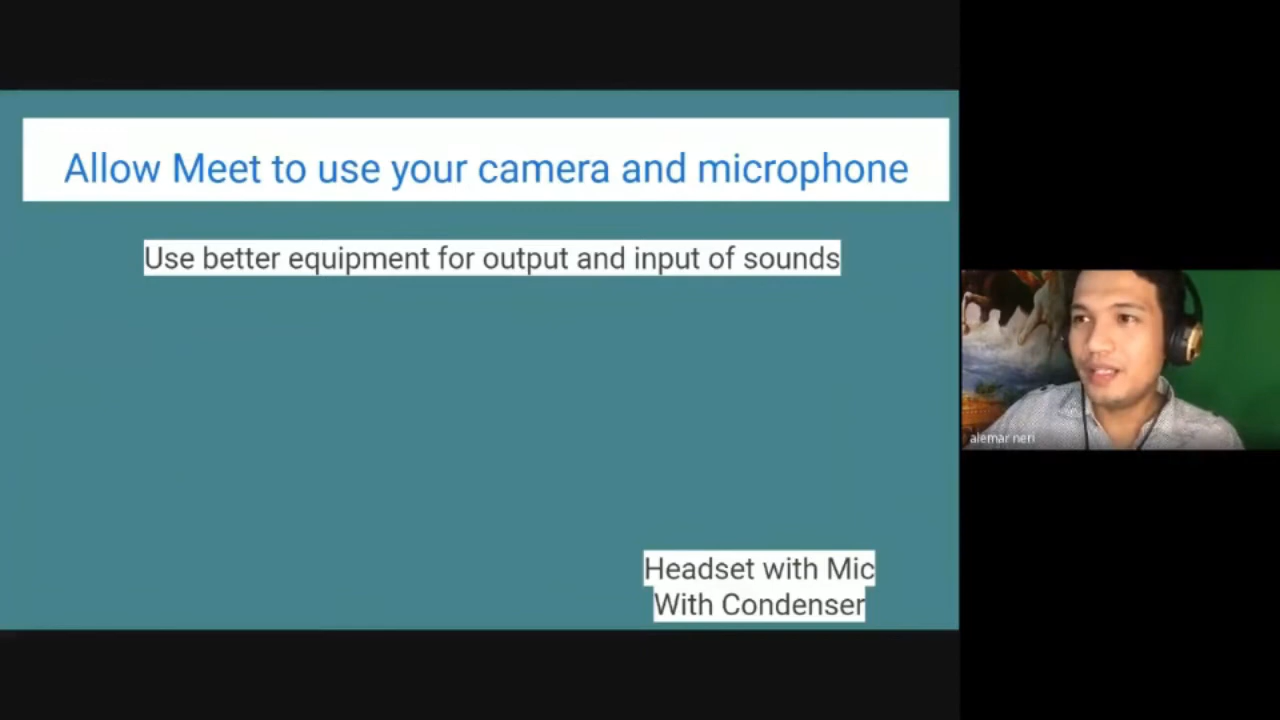 Allow Meet to use your camera and microphone
Use better equipment for output and input of sounds
alemar neri
Headset with Mic
With Condenser